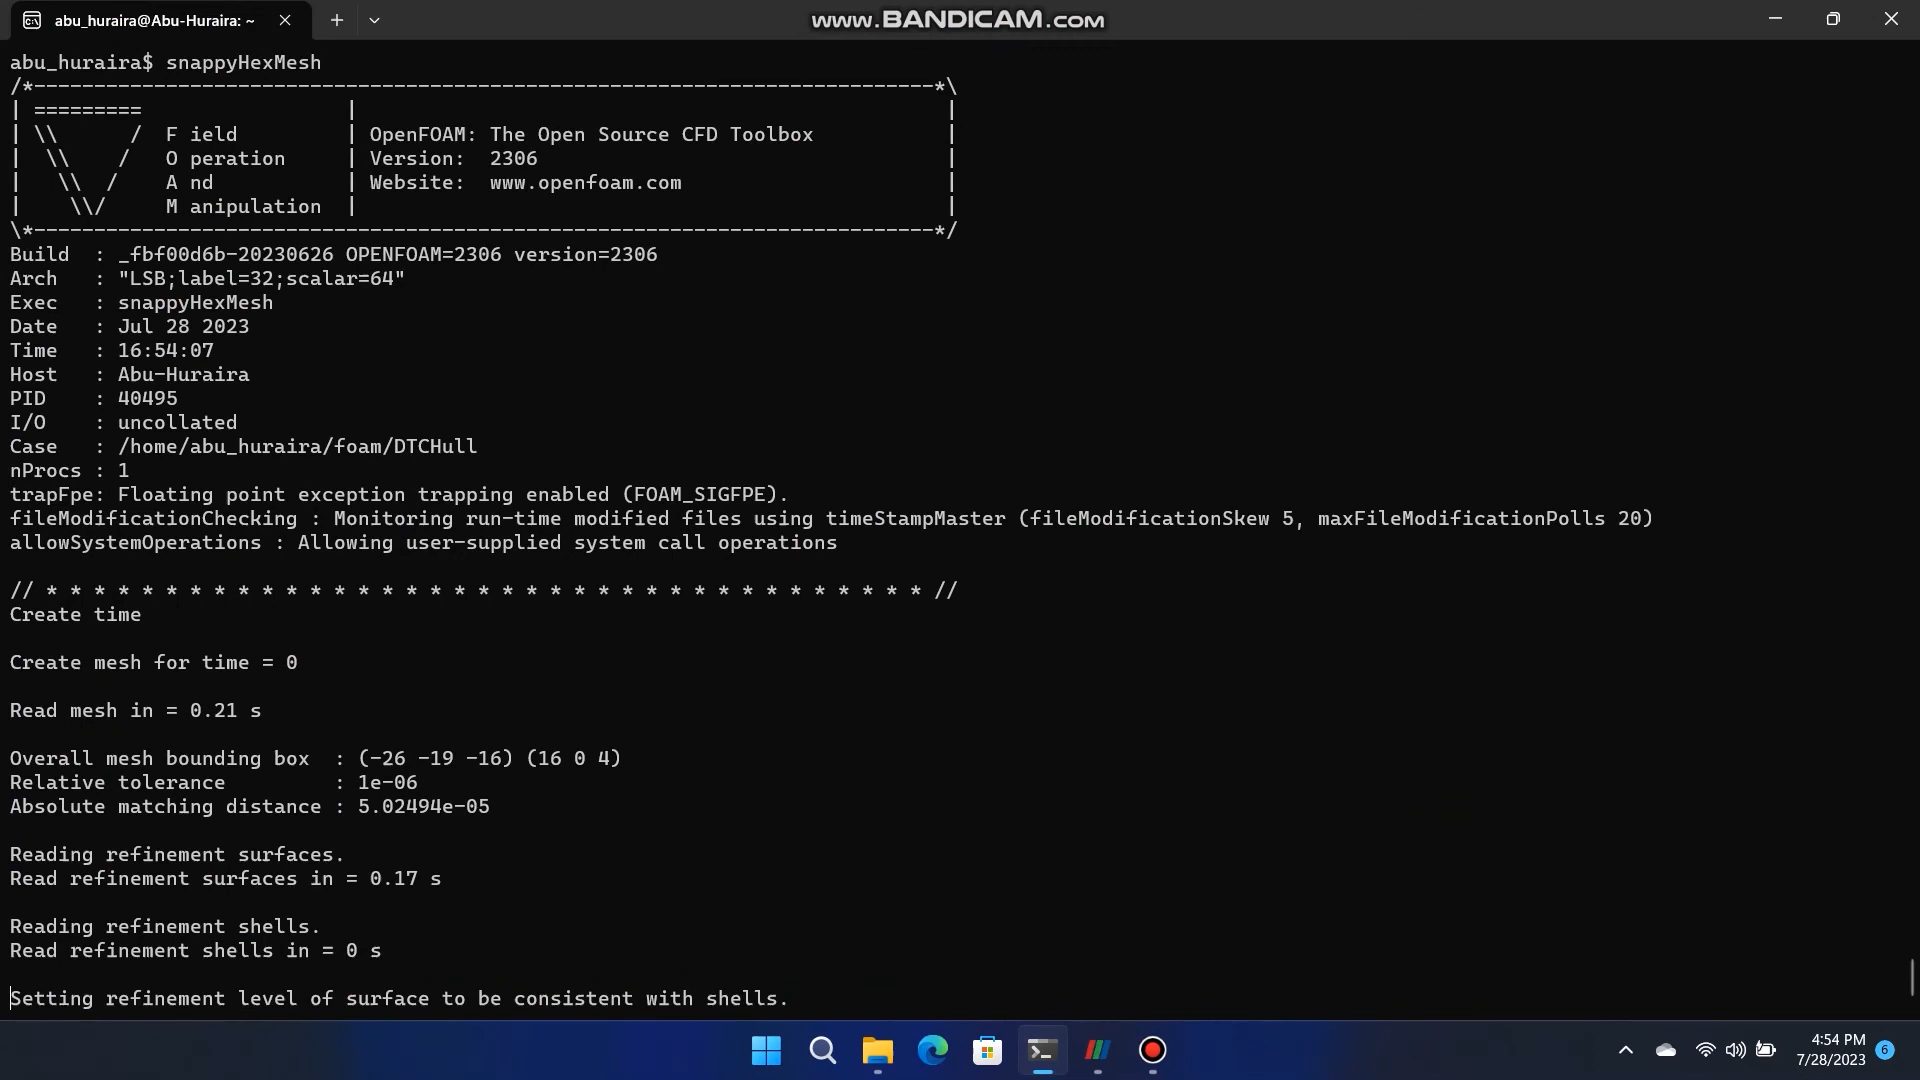 abu_huraira@Abu-Huraira: ~
www.BANDICAM.com
abu_huraira$ snappyHexMesh
/*---------------------------------------------------------------------------*\
| =========                 |                                                 |
| \\      /  F ield         | OpenFOAM: The Open Source CFD Toolbox           |
|  \\    /   O peration     | Version:  2306                                  |
|   \\  /    A nd           | Website:  www.openfoam.com                      |
|    \\/     M anipulation  |                                                 |
\*---------------------------------------------------------------------------*/
Build  : _fbf00d6b-20230626 OPENFOAM=2306 version=2306
Arch   : "LSB;label=32;scalar=64"
Exec   : snappyHexMesh
Date   : Jul 28 2023
Time   : 16:54:07
Host   : Abu-Huraira
PID    : 40495
I/O    : uncollated
Case   : /home/abu_huraira/foam/DTCHull
nProcs : 1
trapFpe: Floating point exception trapping enabled (FOAM_SIGFPE).
fileModificationChecking : Monitoring run-time modified files using timeStampMaster (fileModificationSkew 5, maxFileModificationPolls 20)
allowSystemOperations : Allowing user-supplied system call operations
// * * * * * * * * * * * * * * * * * * * * * * * * * * * * * * * * * * * * * //
Create time
Create mesh for time = 0
Read mesh in = 0.21 s
Overall mesh bounding box  : (-26 -19 -16) (16 0 4)
Relative tolerance         : 1e-06
Absolute matching distance : 5.02494e-05
Reading refinement surfaces.
Read refinement surfaces in = 0.17 s
Reading refinement shells.
Read refinement shells in = 0 s
Setting refinement level of surface to be consistent with shells.
4:54 PM
7/28/2023
6